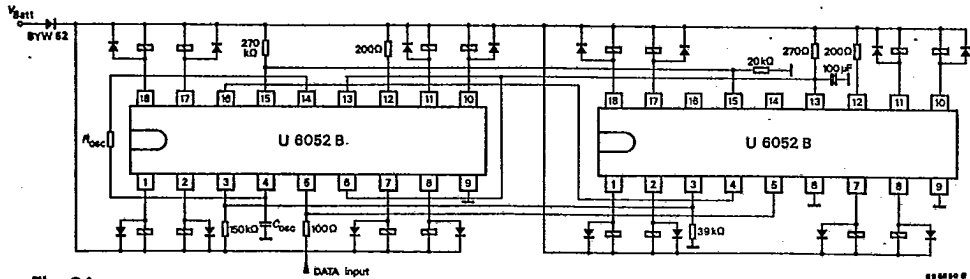 VBatt
BYW 52
270 kΩ
200Ω
270Ω
200Ω
20kΩ
100 µF
18
17
16
15
14
13
12
11
10
18
17
16
15
14
13
12
11
10
ROSC
U 6052 B
U 6052 B
1
2
3
4
5
6
7
8
9
1
2
3
4
5
6
7
8
9
150kΩ
COSC
100Ω
39kΩ
DATA input